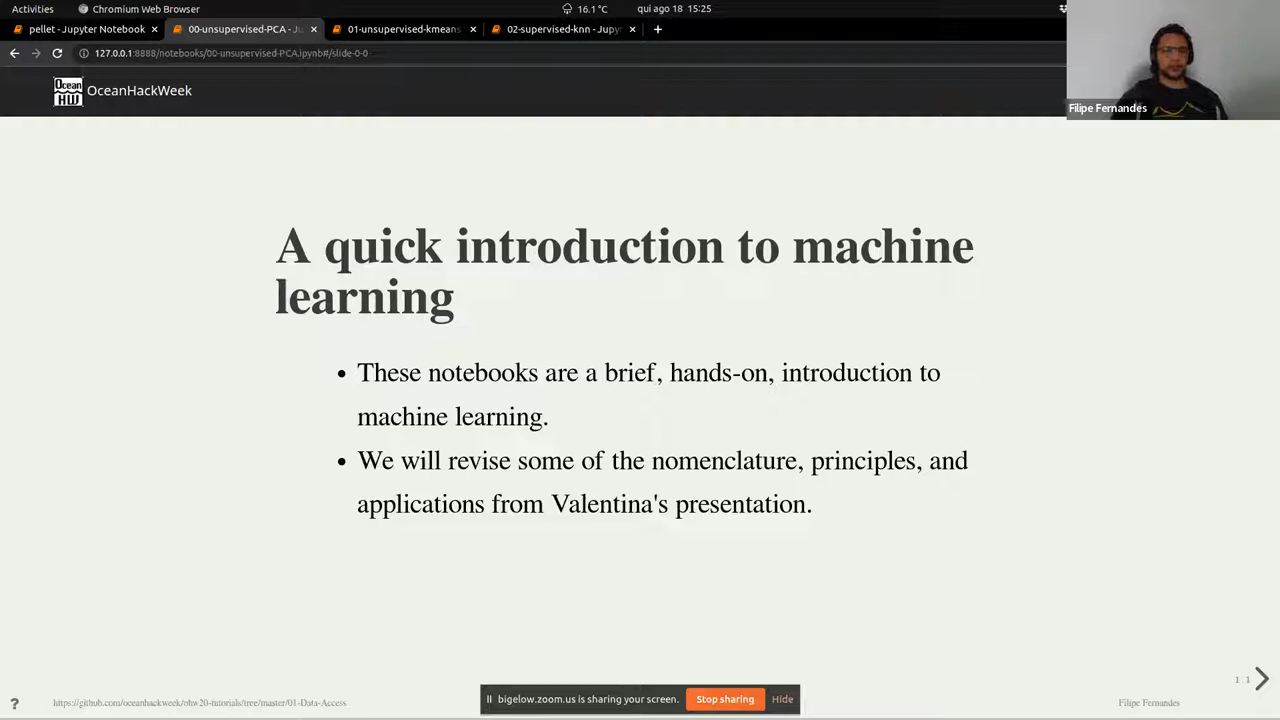 Activities
Chromium Web Browser
16.1 °C
qui ago 18  15:25
pellet - Jupyter Notebook
00-unsupervised-PCA - Ju
01-unsupervised-kmeans
02-supervised-knn - Jupy
127.0.0.1:8888/notebooks/00-unsupervised-PCA.ipynb#/slide-0-0
Ocean
HW
OceanHackWeek
Filipe Fernandes
A quick introduction to machine
learning
• These notebooks are a brief, hands-on, introduction to
machine learning.
• We will revise some of the nomenclature, principles, and
applications from Valentina's presentation.
1.1
?
https://github.com/oceanhackweek/ohw20-tutorials/tree/master/01-Data-Access
bigelow.zoom.us is sharing your screen.
Stop sharing
Hide
Filipe Fernandes